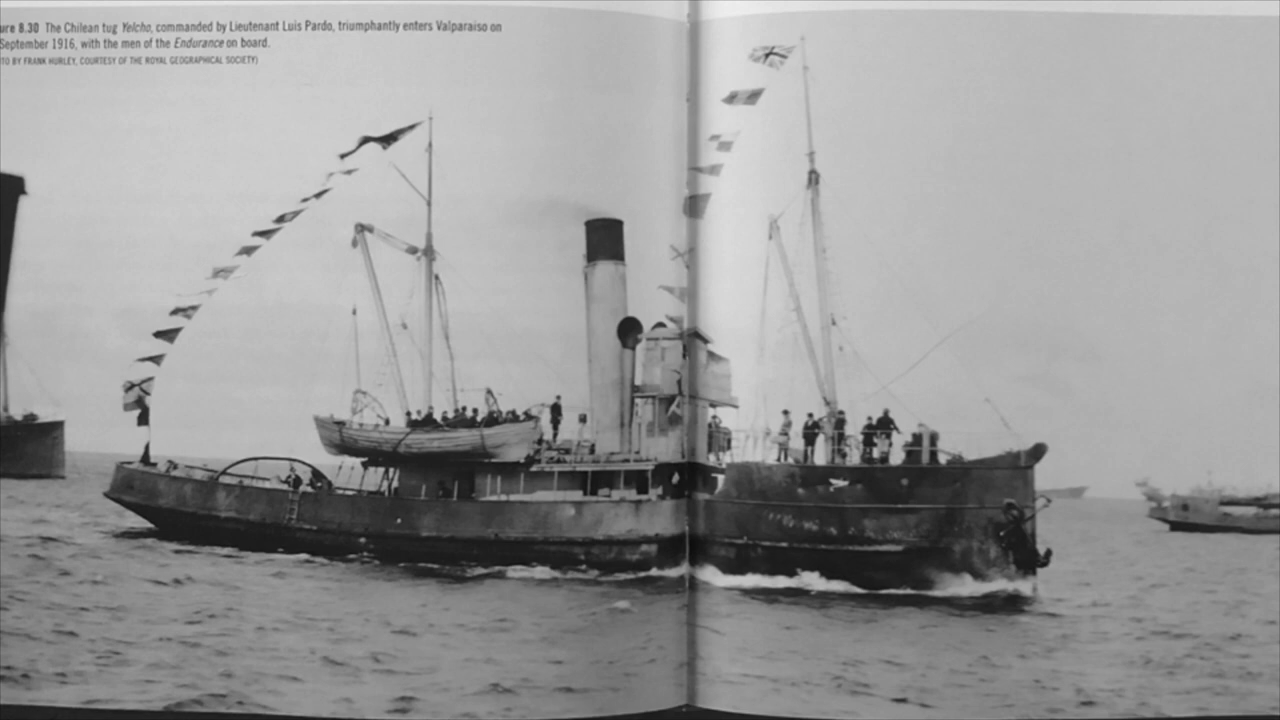 ure 8.30 The Chilean tug Yelcho, commanded by Lieutenant Luis Pardo, triumphantly enters Valparaiso on
September 1916, with the men of the Endurance on board.
TO BY FRANK HURLEY, COURTESY OF THE ROYAL GEOGRAPHICAL SOCIETY)